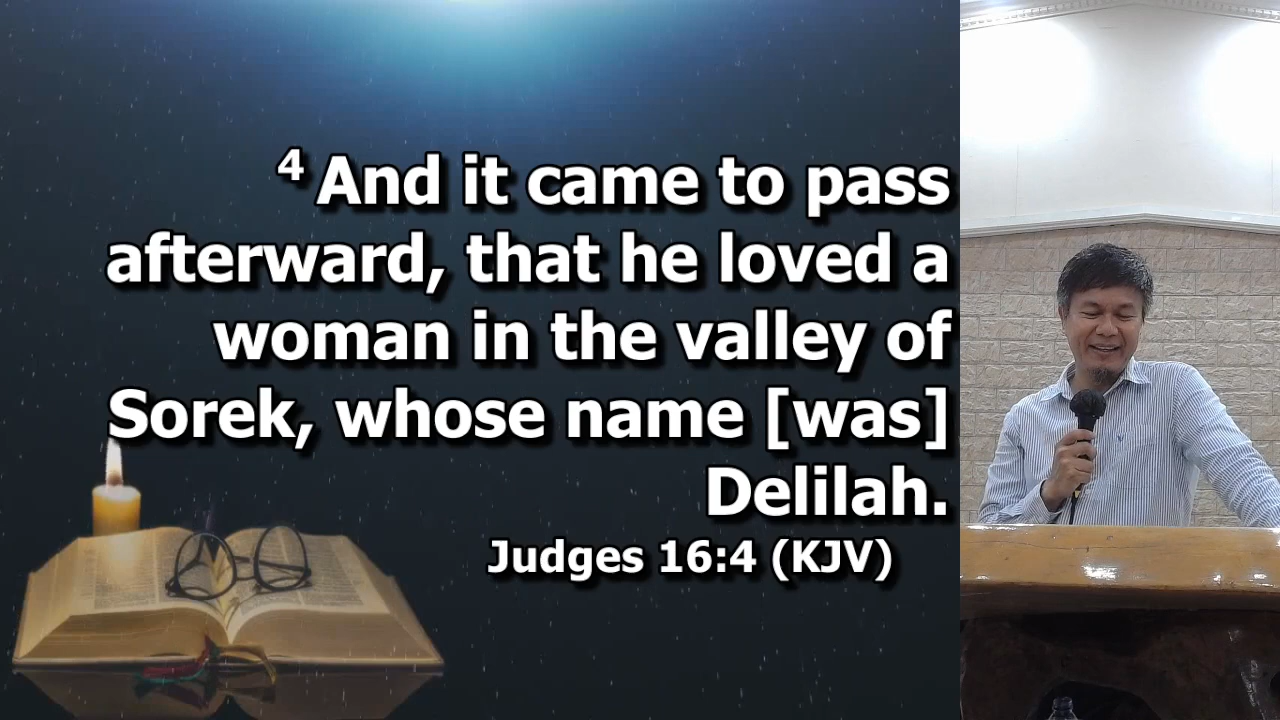 4 And it came to pass
afterward, that he loved a
woman in the valley of
Sorek, whose name [was]
Delilah.
Judges 16:4 (KJV)